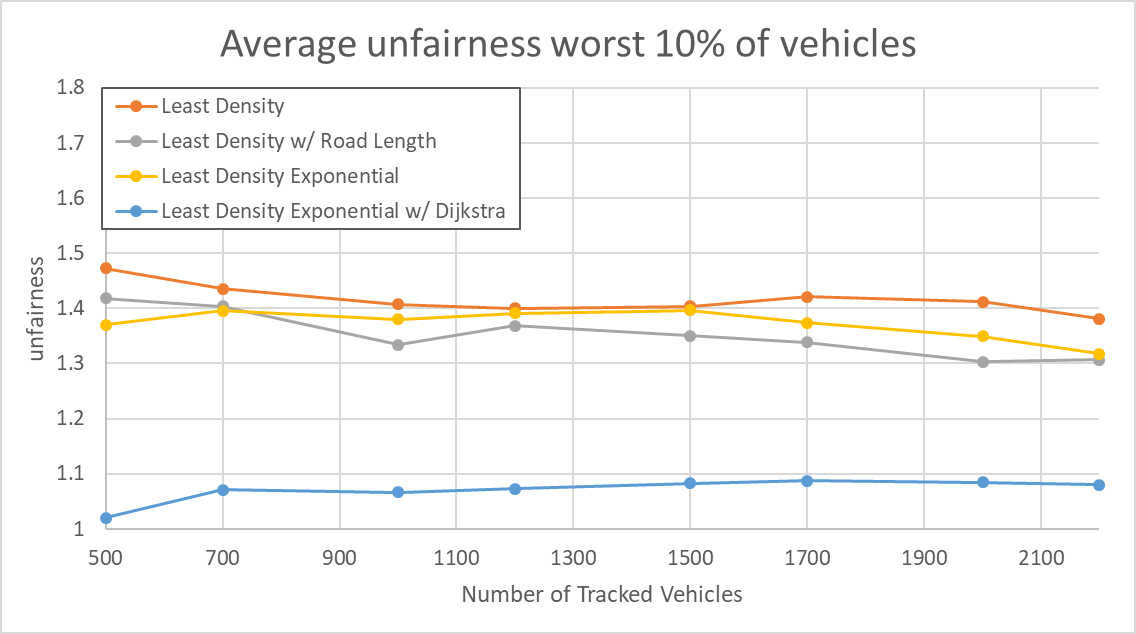 Average unfairness worst 10% of vehicles
1.8
1.7
1.6
1.5
1.4
1.3
1.2
1.1
1
unfairness
Least Density
Least Density w/ Road Length
Least Density Exponential
Least Density Exponential w/ Dijkstra
500 700 900 1100 1300 1500 1700 1900 2100
Number of Tracked Vehicles